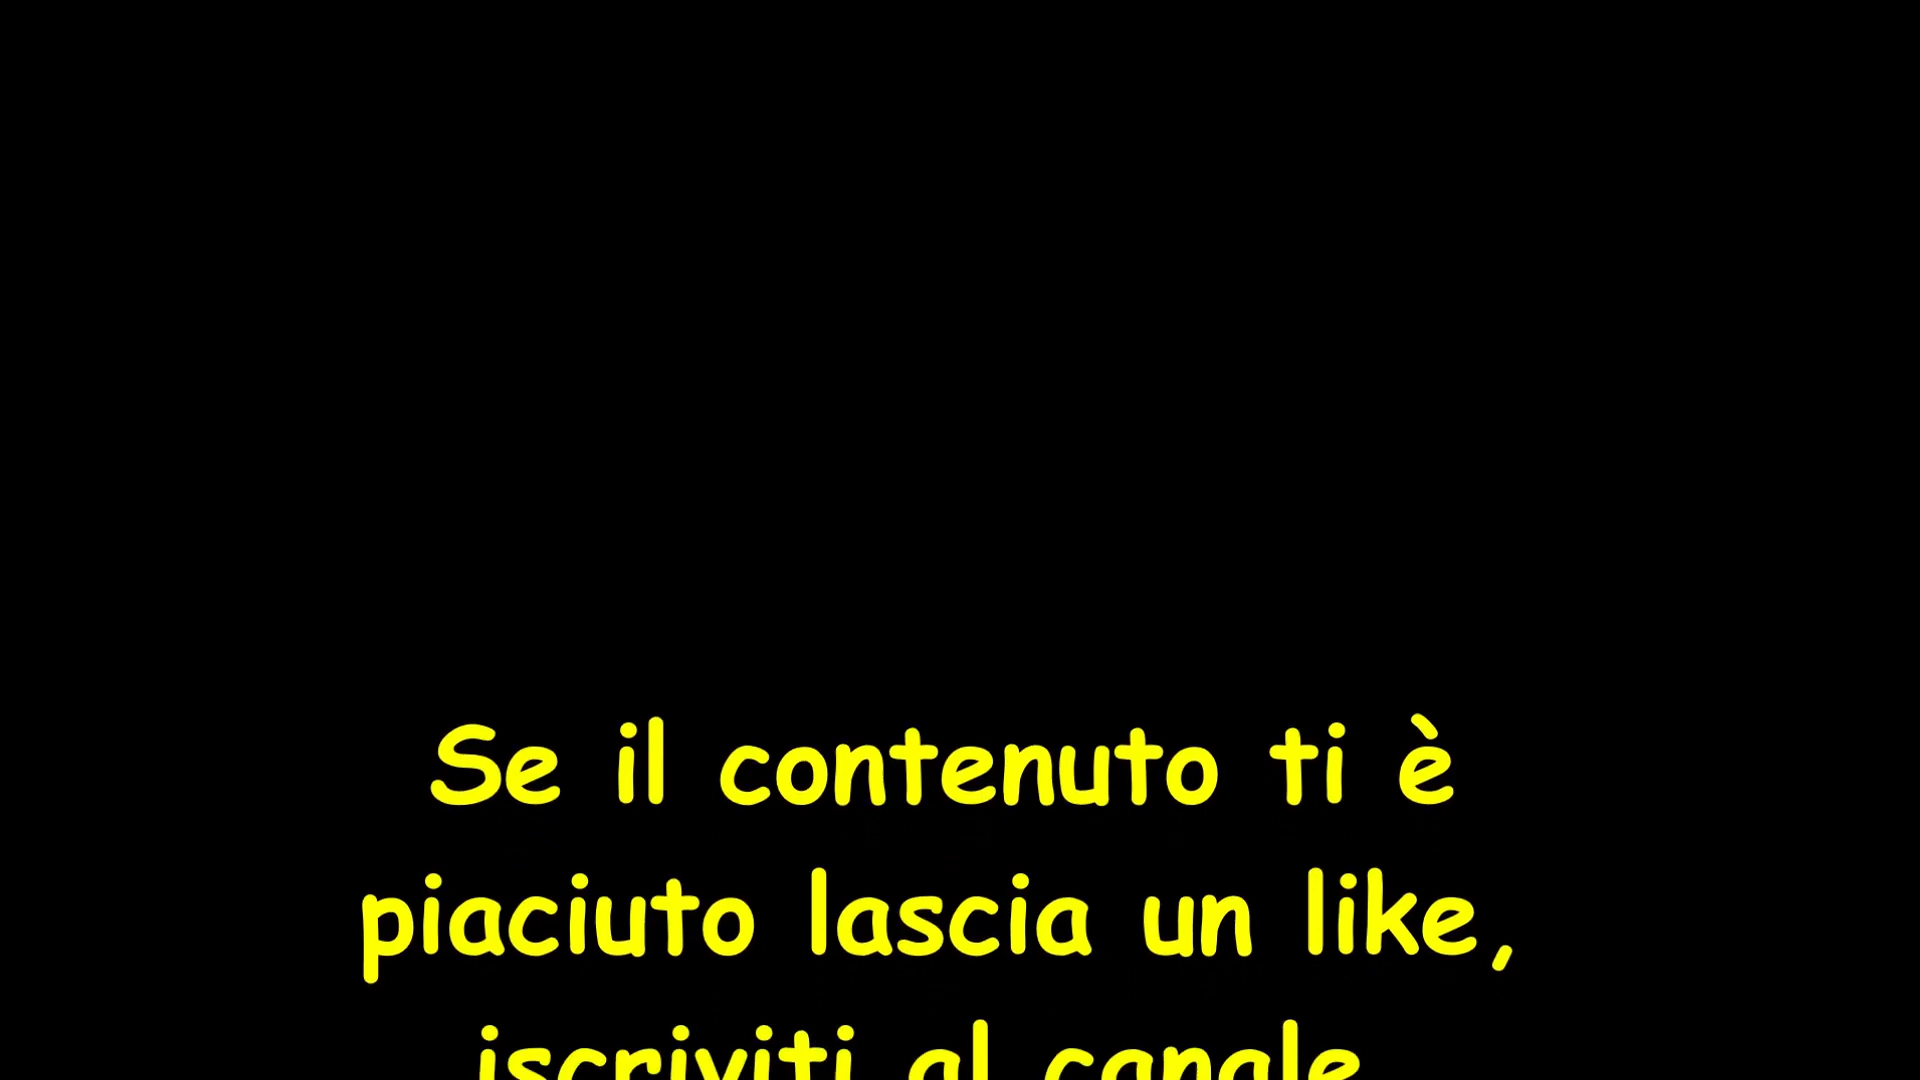 Se il contenuto ti è
piaciuto lascia un like,
iscriviti al canale